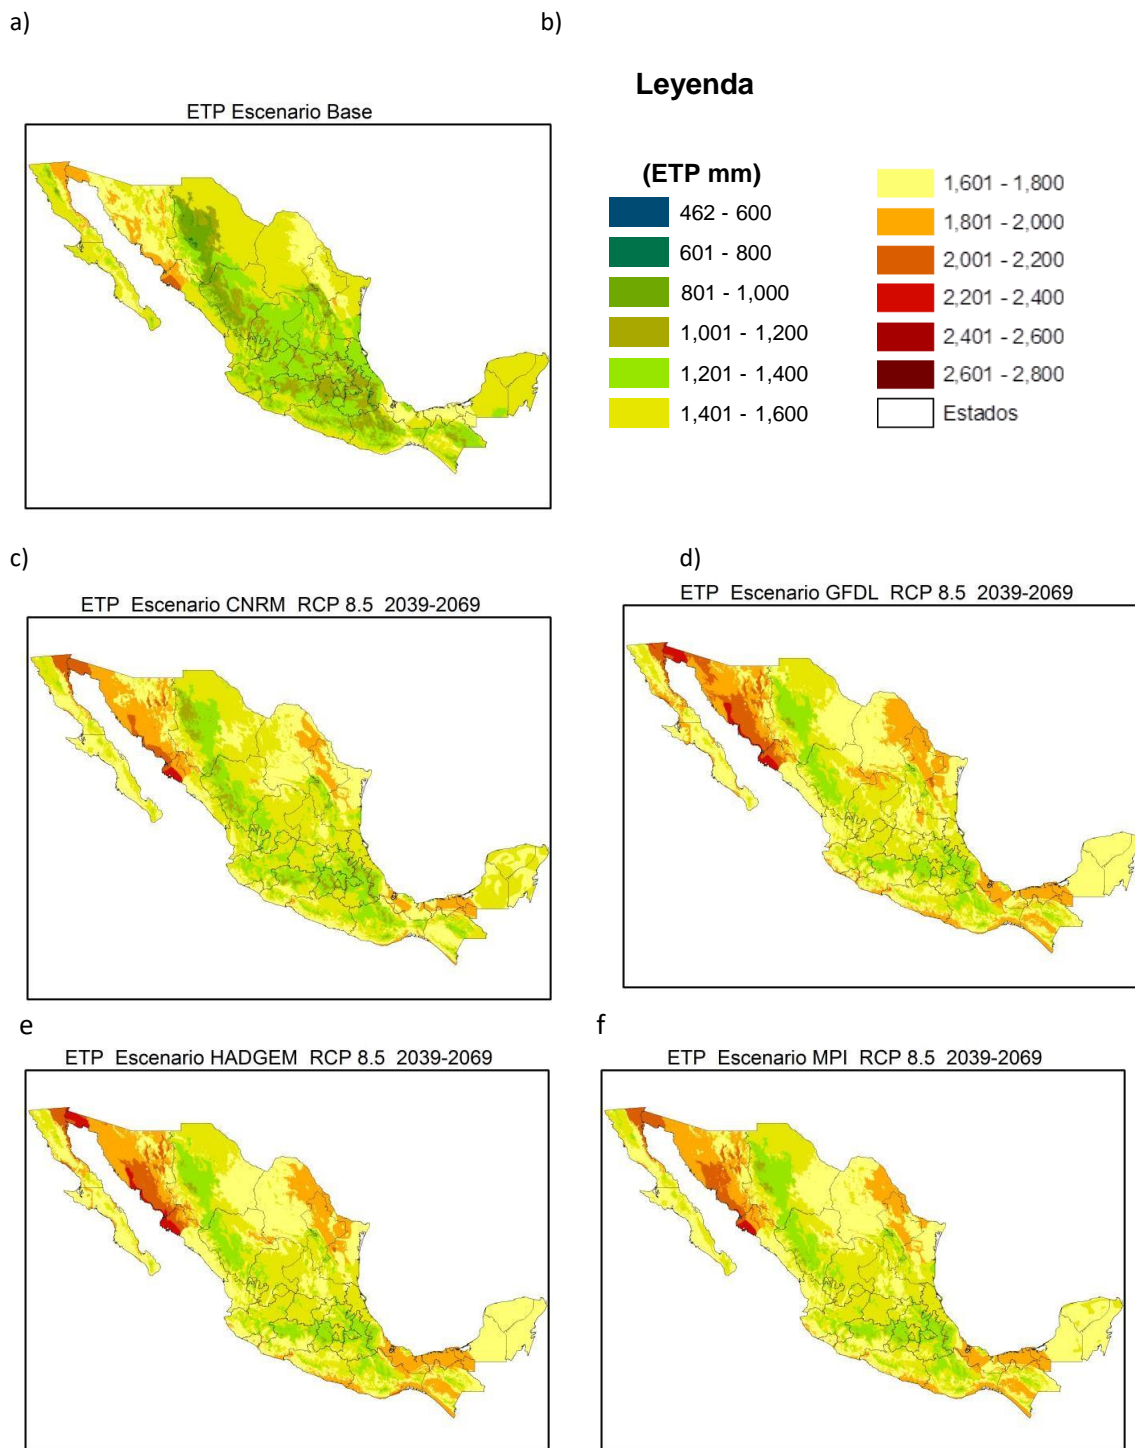 a)
b)
Leyenda
ETP Escenario Base
(ETP mm)
462 - 600
601 - 800
801 - 1,000
1,001 - 1,200
1,201 - 1,400
1,401 - 1,600
1,601 - 1,800
1,801 - 2,000
2,001 - 2,200
2,201 - 2,400
2,401 - 2,600
2,601 - 2,800
Estados
c)
d)
ETP Escenario CNRM RCP 8.5 2039-2069
ETP Escenario GFDL RCP 8.5 2039-2069
e
f
ETP Escenario HADGEM RCP 8.5 2039-2069
ETP Escenario MPI RCP 8.5 2039-2069